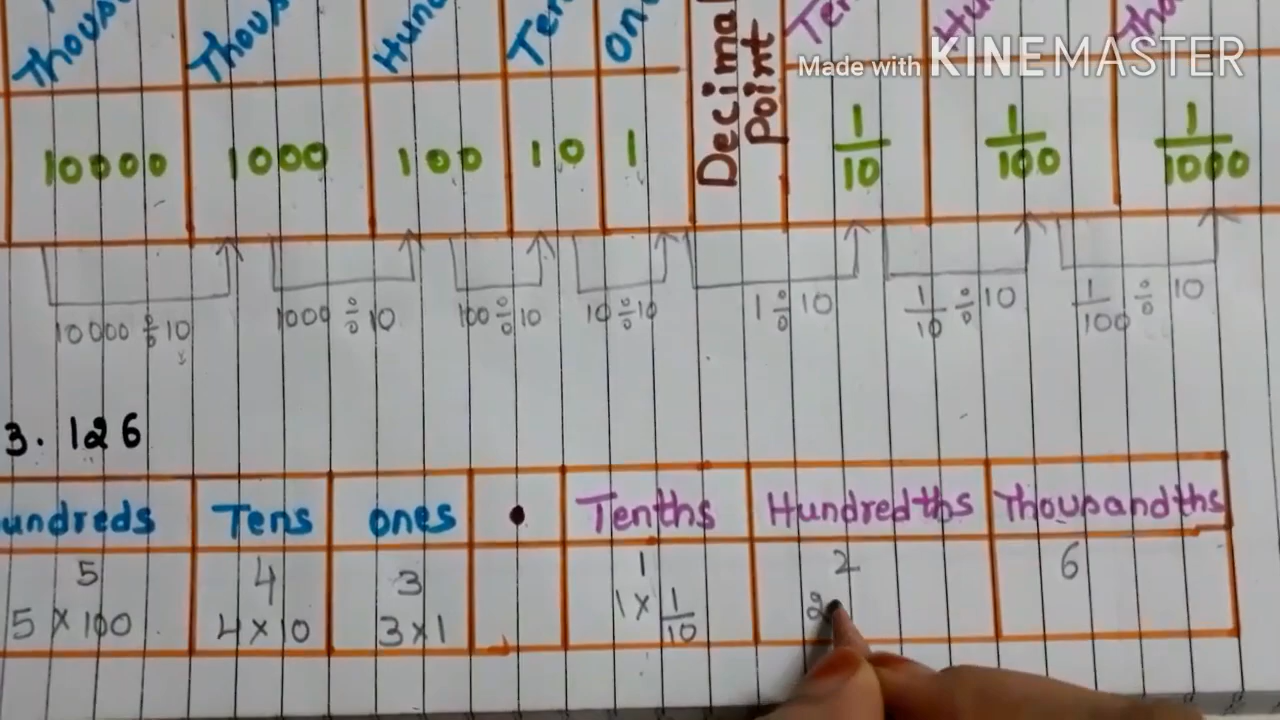 Decimal Point
Made with KINEMASTER
10000 1000 100 10 1 1/10 1/100 1/1000
10000 ÷ 10 1000 ÷ 10 100 ÷ 10 10 ÷ 10 1 ÷ 10 1/10 ÷ 10 1/100 ÷ 10
3.126
undreds Tens ones • Tenths Hundredths Thousandths
5 4 3 1 2 6
5 × 100 4 × 10 3 × 1 1 × 1/10 2